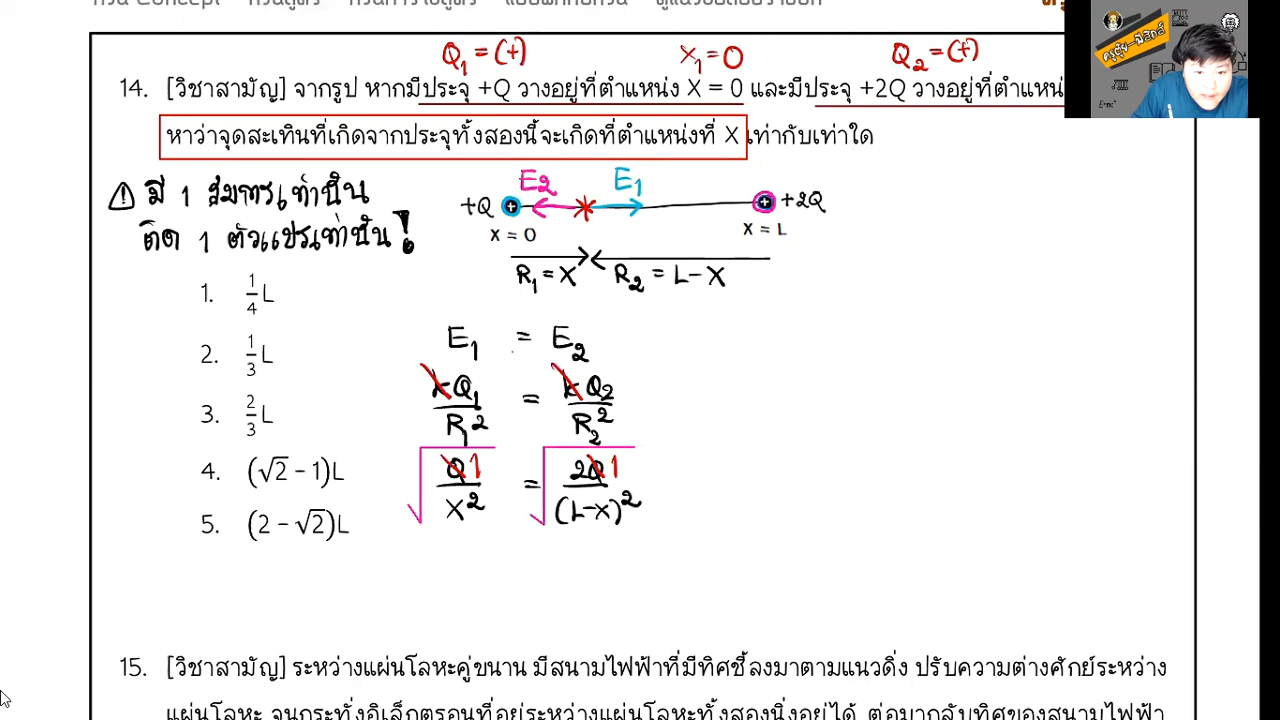 Q₁ = (+) X₁ = 0 Q₂ = (+)
14. [วิชาสามัญ] จากรูป หากมีประจุ +Q วางอยู่ที่ตำแหน่ง X = 0 และมีประจุ +2Q วางอยู่ที่ตำแหน่ง
หาว่าจุดสะเทินที่เกิดจากประจุทั้งสองนี้จะเกิดที่ตำแหน่งที่ X เท่ากับเท่าใด
มี 1 สมการเท่านั้น
ติด 1 ตัวแปรเท่านั้น!
E₂ E₁
+Q + + +2Q
X = 0 X = L
R₁ = X R₂ = L - X
1. 1/4 L
2. 1/3 L
3. 2/3 L
4. (√2 - 1)L
5. (2 - √2)L
E₁ = E₂
kQ₁/R₁² = kQ₂/R₂²
√(Q1/X²) = √(2Q1/(L-X)²)
15. [วิชาสามัญ] ระหว่างแผ่นโลหะคู่ขนาน มีสนามไฟฟ้าที่มีทิศชี้ลงมาตามแนวดิ่ง ปรับความต่างศักย์ระหว่าง
แผ่นโลหะ จนกระทั่งอิเล็กตรอนที่อยู่ระหว่างแผ่นโลหะทั้งสองนิ่งอยู่ได้ ต่อมากลับทิศของสนามไฟฟ้า
ครูตุ้ย-ฟิสิกส์